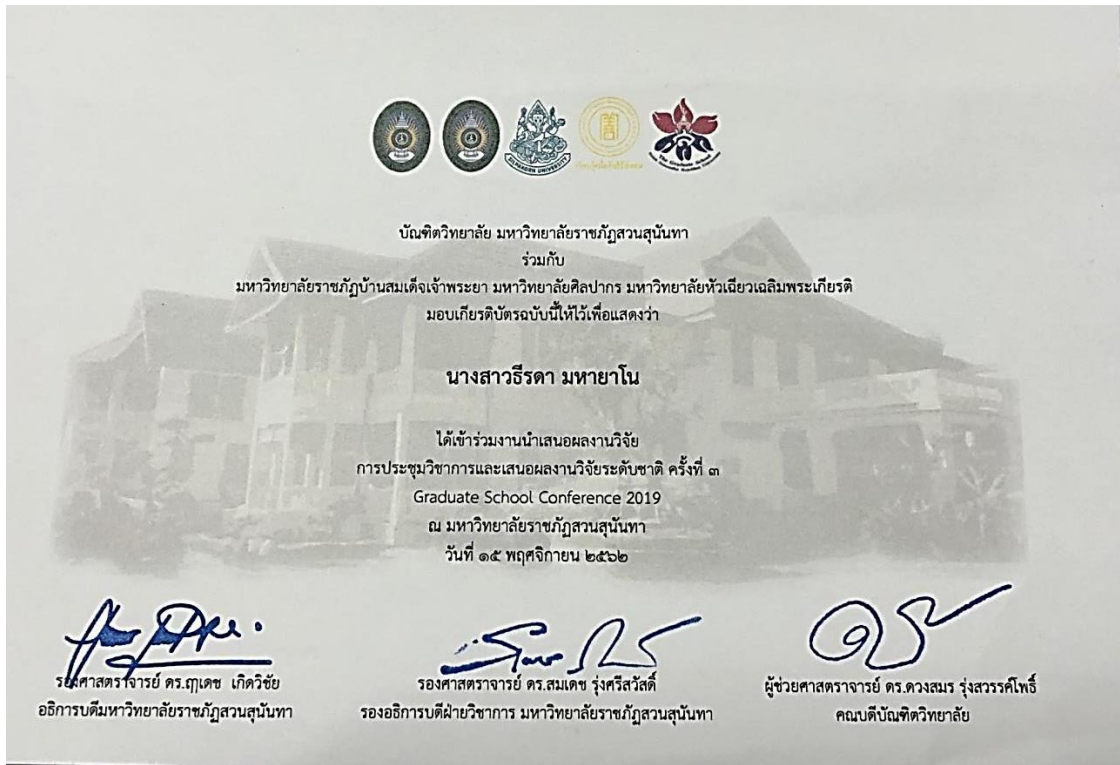 SILPAKORN UNIVERSITY
The Graduate School
บัณฑิตวิทยาลัย มหาวิทยาลัยราชภัฏสวนสุนันทา
ร่วมกับ
มหาวิทยาลัยราชภัฏบ้านสมเด็จเจ้าพระยา มหาวิทยาลัยศิลปากร มหาวิทยาลัยหัวเฉียวเฉลิมพระเกียรติ
มอบเกียรติบัตรฉบับนี้ให้ไว้เพื่อแสดงว่า
นางสาวธีรดา มหายาโน
ได้เข้าร่วมงานนำเสนอผลงานวิจัย
การประชุมวิชาการและเสนอผลงานวิจัยระดับชาติ ครั้งที่ ๓
Graduate School Conference 2019
ณ มหาวิทยาลัยราชภัฏสวนสุนันทา
วันที่ ๑๕ พฤศจิกายน ๒๕๖๒
รองศาสตราจารย์ ดร.ฤๅเดช เกิดวิชัย
อธิการบดีมหาวิทยาลัยราชภัฏสวนสุนันทา
รองศาสตราจารย์ ดร.สมเดช รุ่งศรีสวัสดิ์
รองอธิการบดีฝ่ายวิชาการ มหาวิทยาลัยราชภัฏสวนสุนันทา
ผู้ช่วยศาสตราจารย์ ดร.ดวงสมร รุ่งสวรรค์โพธิ์
คณบดีบัณฑิตวิทยาลัย